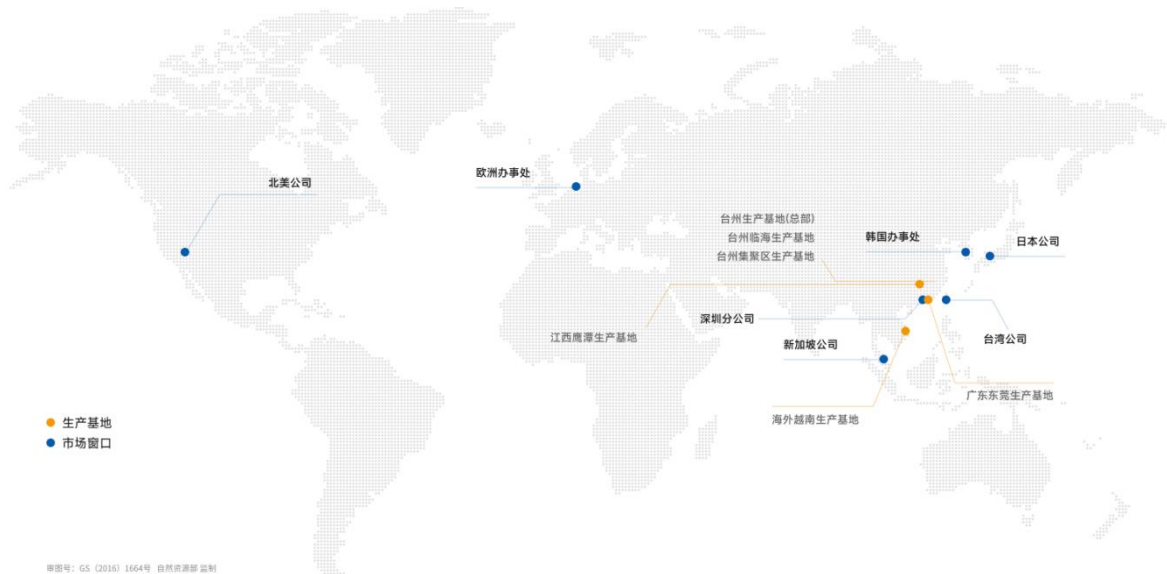 欧洲办事处
北美公司
台州生产基地(总部)
台州临海生产基地
台州集聚区生产基地
韩国办事处
日本公司
深圳分公司
江西鹰潭生产基地
新加坡公司
台湾公司
广东东莞生产基地
海外越南生产基地
生产基地
市场窗口
审图号：GS（2016）1664号 自然资源部 监制